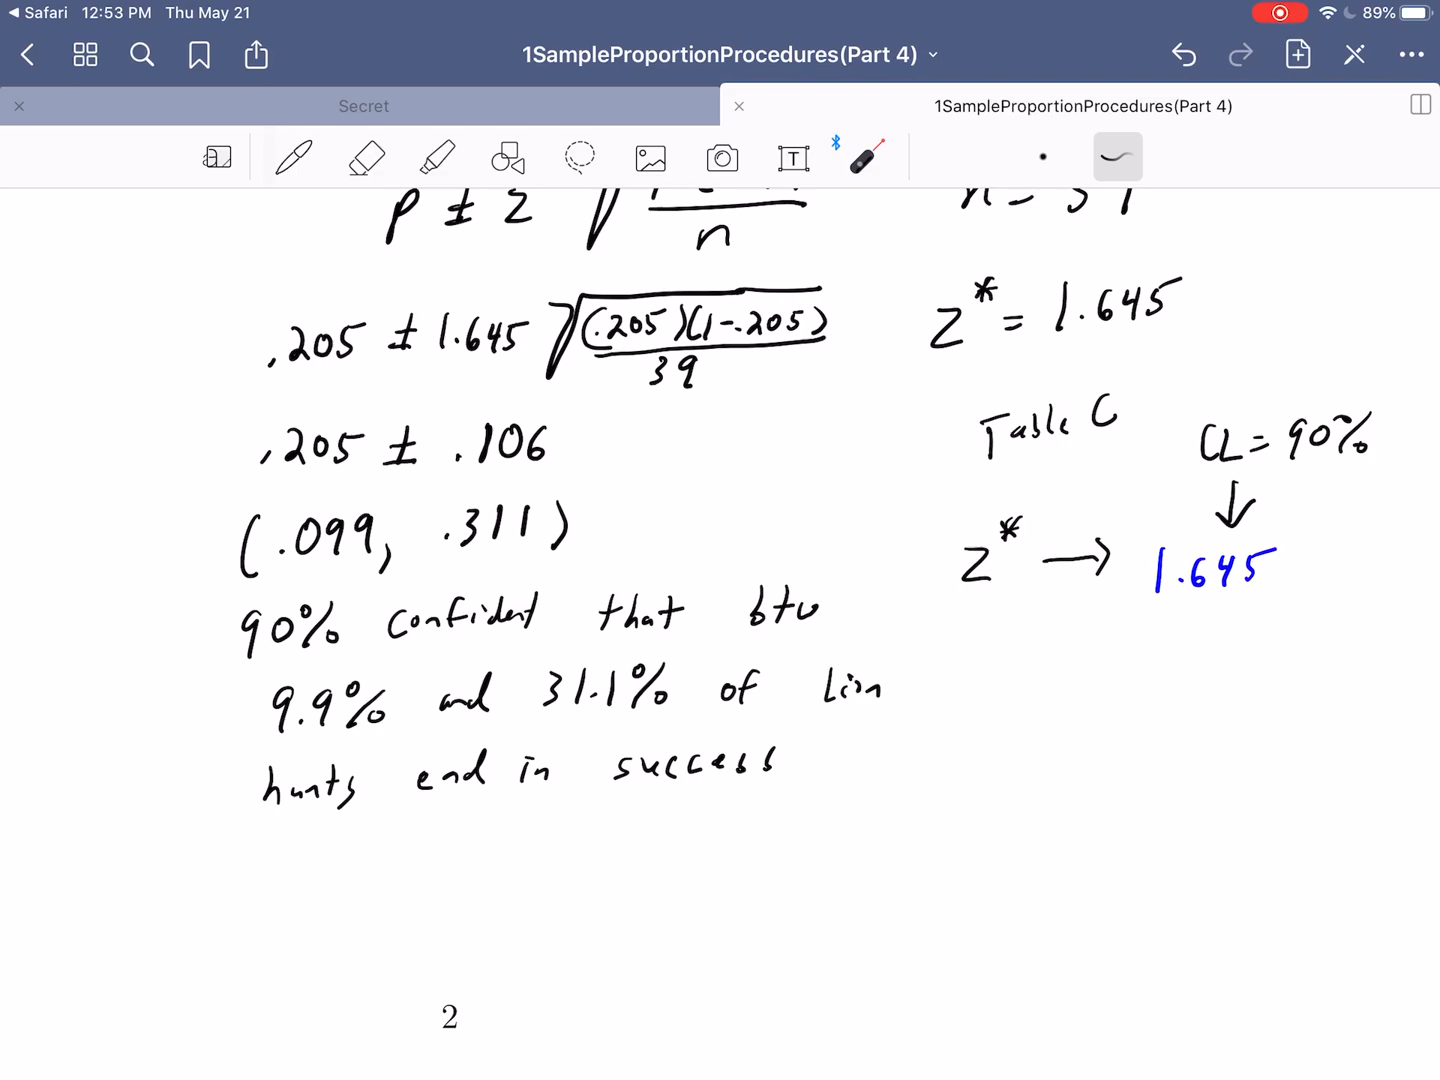 Safari 12:53 PM Thu May 21 89%
1SampleProportionProcedures(Part 4)
Secret
1SampleProportionProcedures(Part 4)
T
p ± z
n
.205 ± 1.645 √((.205)(1-.205)
39
z* = 1.645
Table C
CL = 90%
.205 ± .106
(.099, .311)
z* → 1.645
90% confident that btw
9.9% and 31.1% of Lion
hunts end in success
2